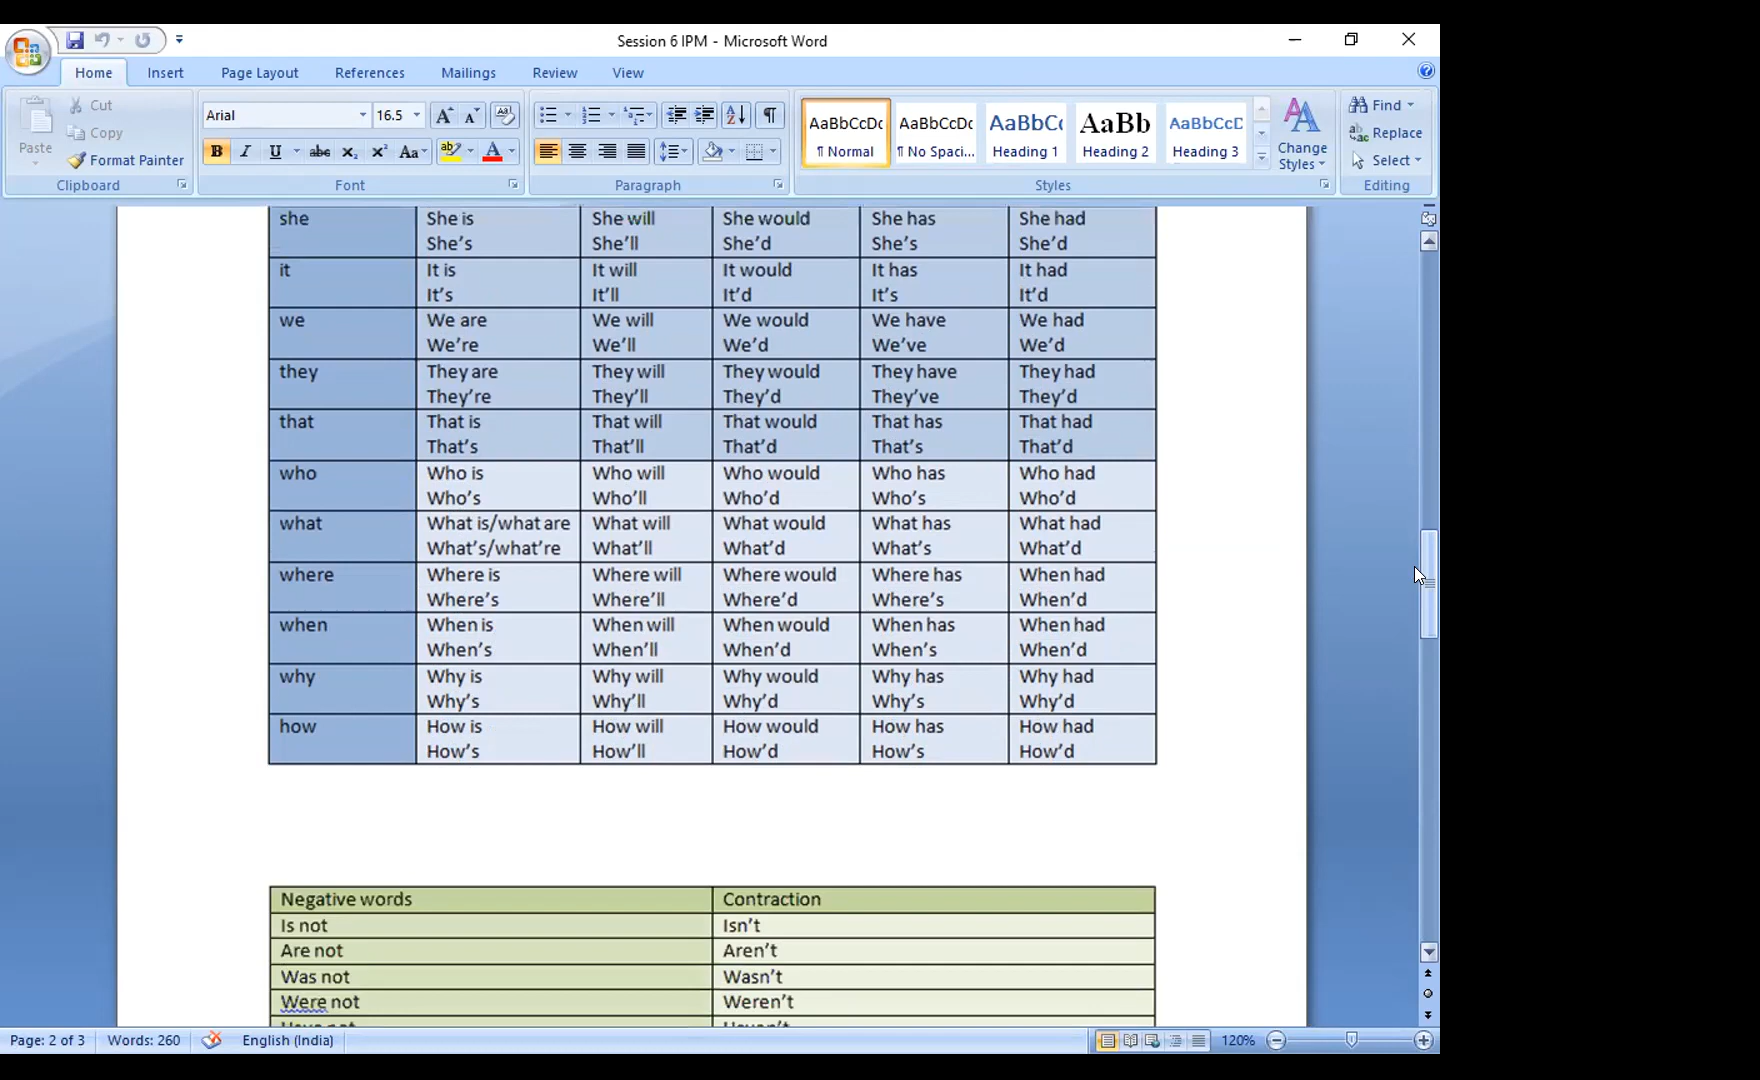 Session 6 IPM - Microsoft Word
Home Insert Page Layout References Mailings Review View
Paste
Cut
Copy
Format Painter
Clipboard
Arial 16.5
Font
Paragraph
AaBbCcDc AaBbCcDc AaBbC AaBb AaBbCcD
¶ Normal ¶ No Spaci... Heading 1 Heading 2 Heading 3
Change
Styles
Styles
Find
Replace
Select
Editing
she She is She will She would She has She had
She's She'll She'd She's She'd
it It is It will It would It has It had
It's It'll It'd It's It'd
we We are We will We would We have We had
We're We'll We'd We've We'd
they They are They will They would They have They had
They're They'll They'd They've They'd
that That is That will That would That has That had
That's That'll That'd That's That'd
who Who is Who will Who would Who has Who had
Who's Who'll Who'd Who's Who'd
what What is/what are What will What would What has What had
What's/what're What'll What'd What's What'd
where Where is Where will Where would Where has When had
Where's Where'll Where'd Where's When'd
when When is When will When would When has When had
When's When'll When'd When's When'd
why Why is Why will Why would Why has Why had
Why's Why'll Why'd Why's Why'd
how How is How will How would How has How had
How's How'll How'd How's How'd
Negative words Contraction
Is not Isn't
Are not Aren't
Was not Wasn't
Were not Weren't
Page: 2 of 3 Words: 260 English (India) 120%